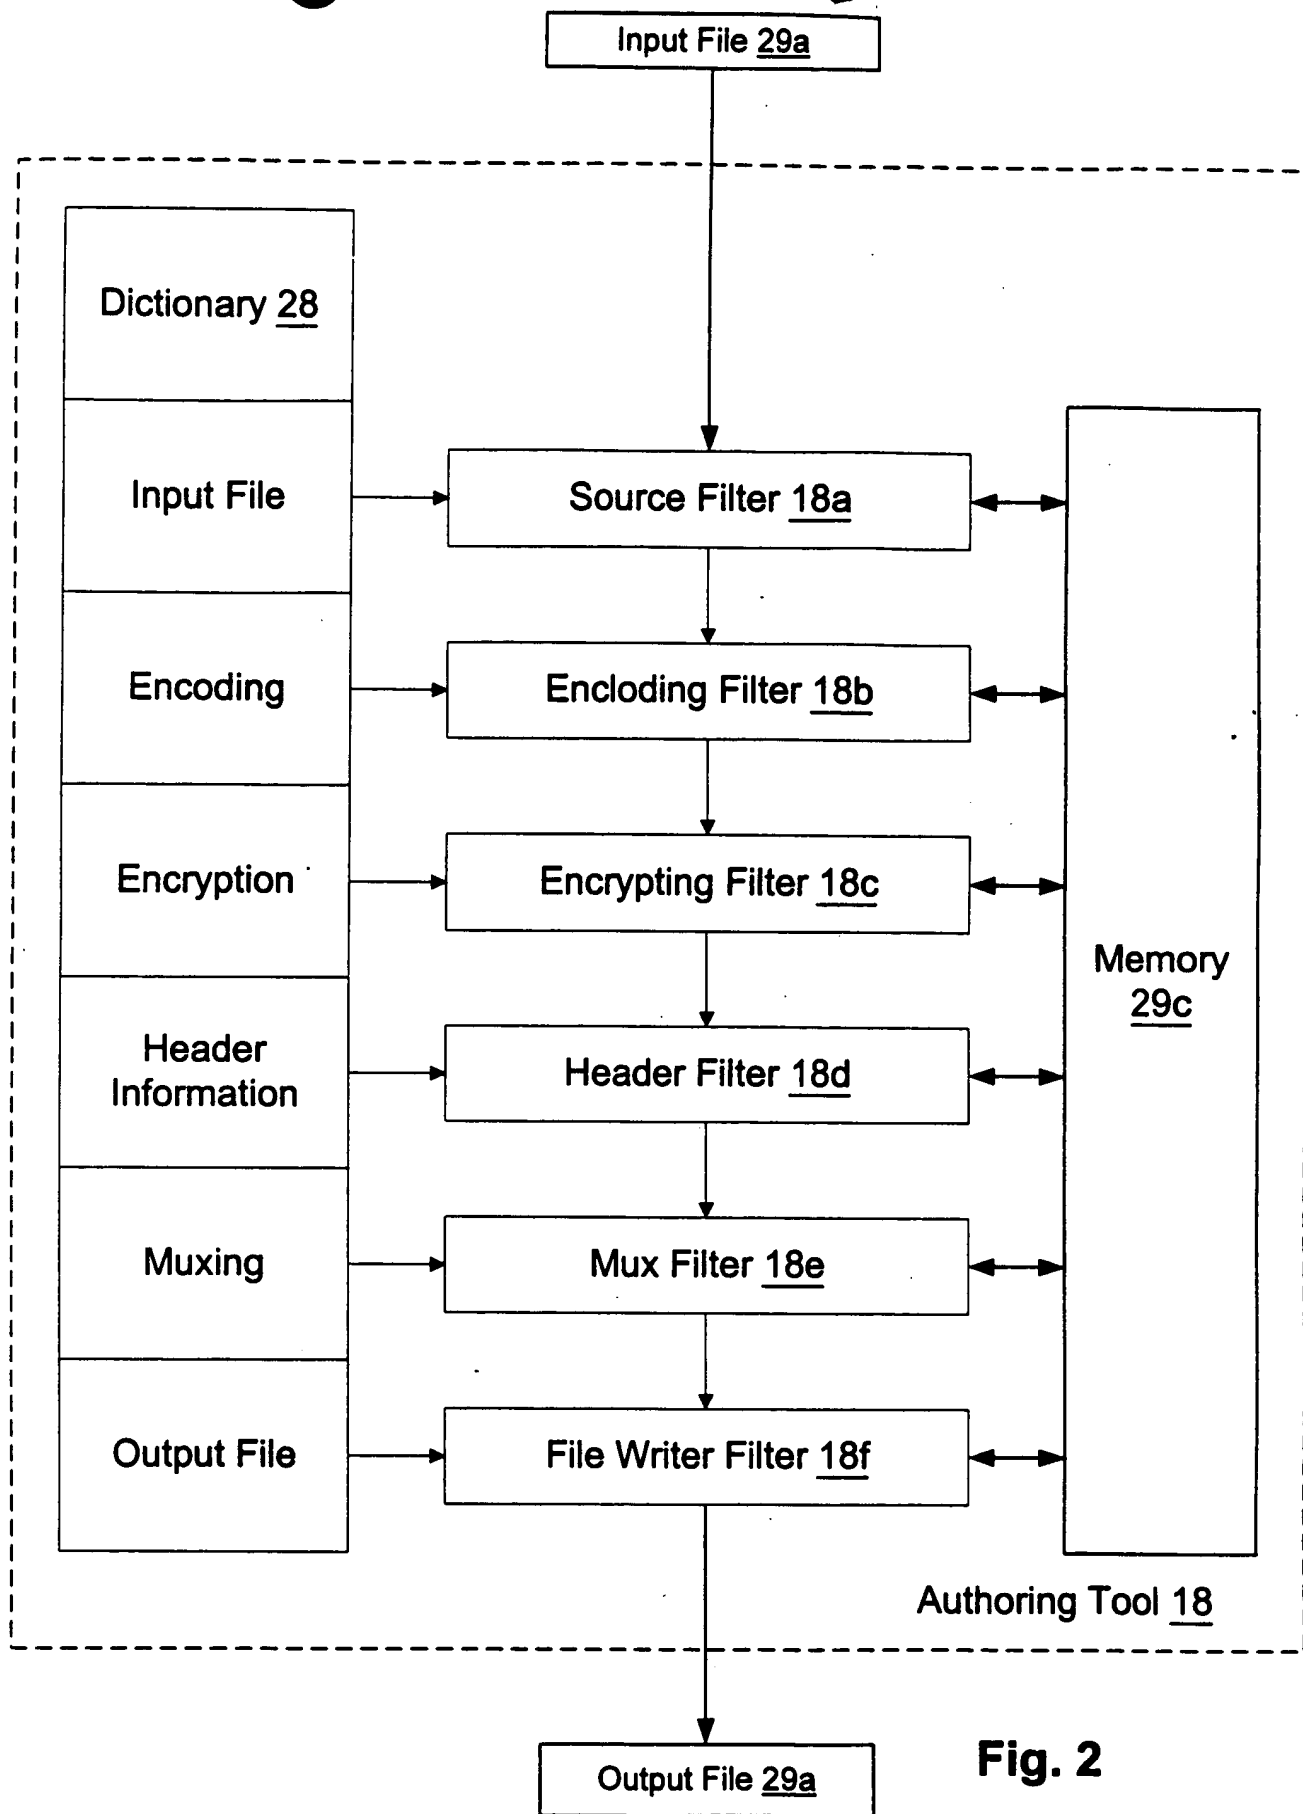 Input File 29a
Dictionary 28
Input File
Source Filter 18a
Encoding
Encloding Filter 18b
Encryption
Encrypting Filter 18c
Memory
29c
Header
Information
Header Filter 18d
Muxing
Mux Filter 18e
Output File
File Writer Filter 18f
Authoring Tool 18
Output File 29a
Fig. 2